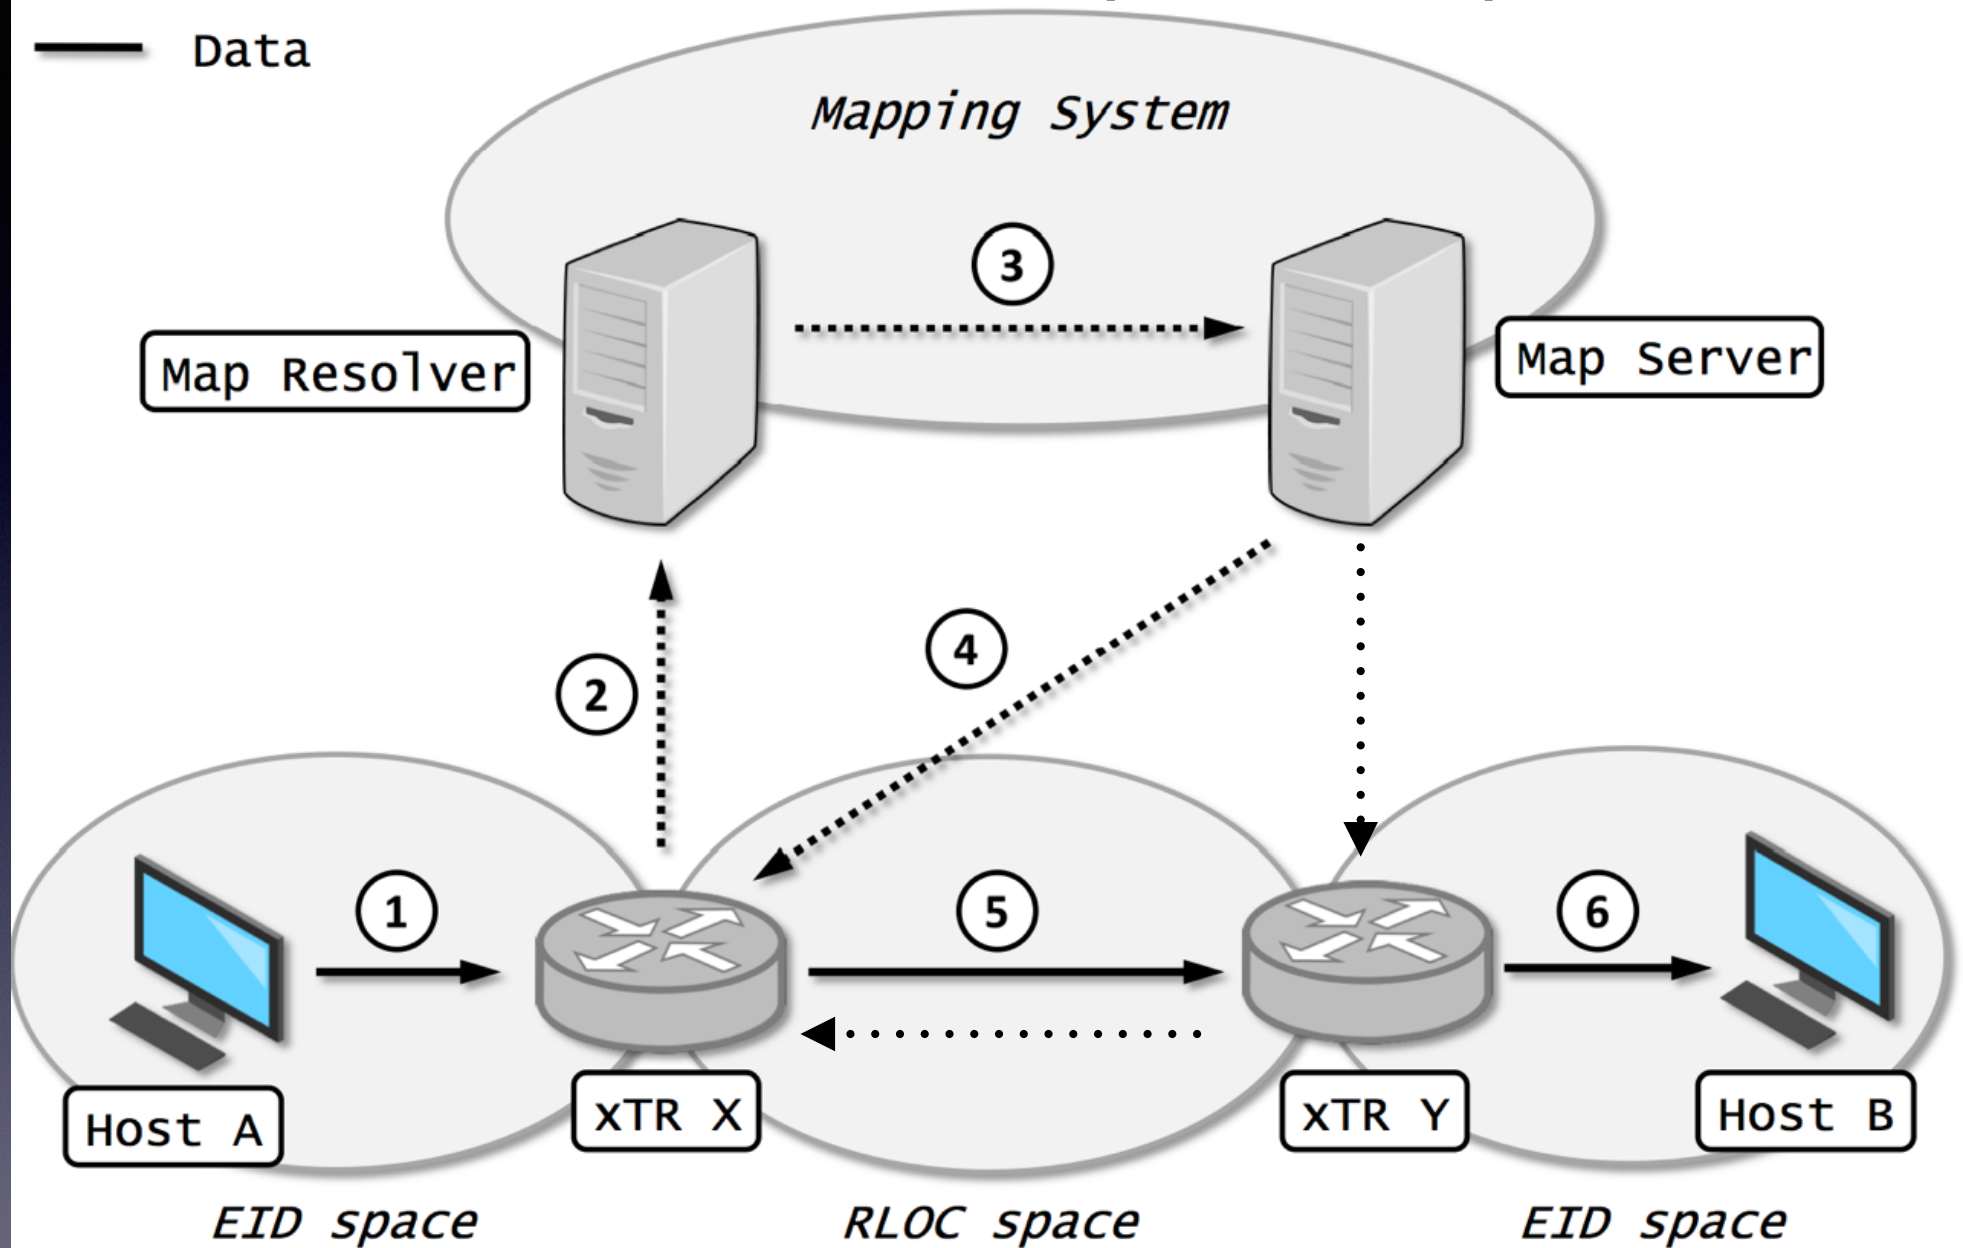 Data
Mapping System
3
Map Resolver
Map Server
4
2
1
5
6
Host A
xTR X
xTR Y
Host B
EID space
RLOC space
EID space